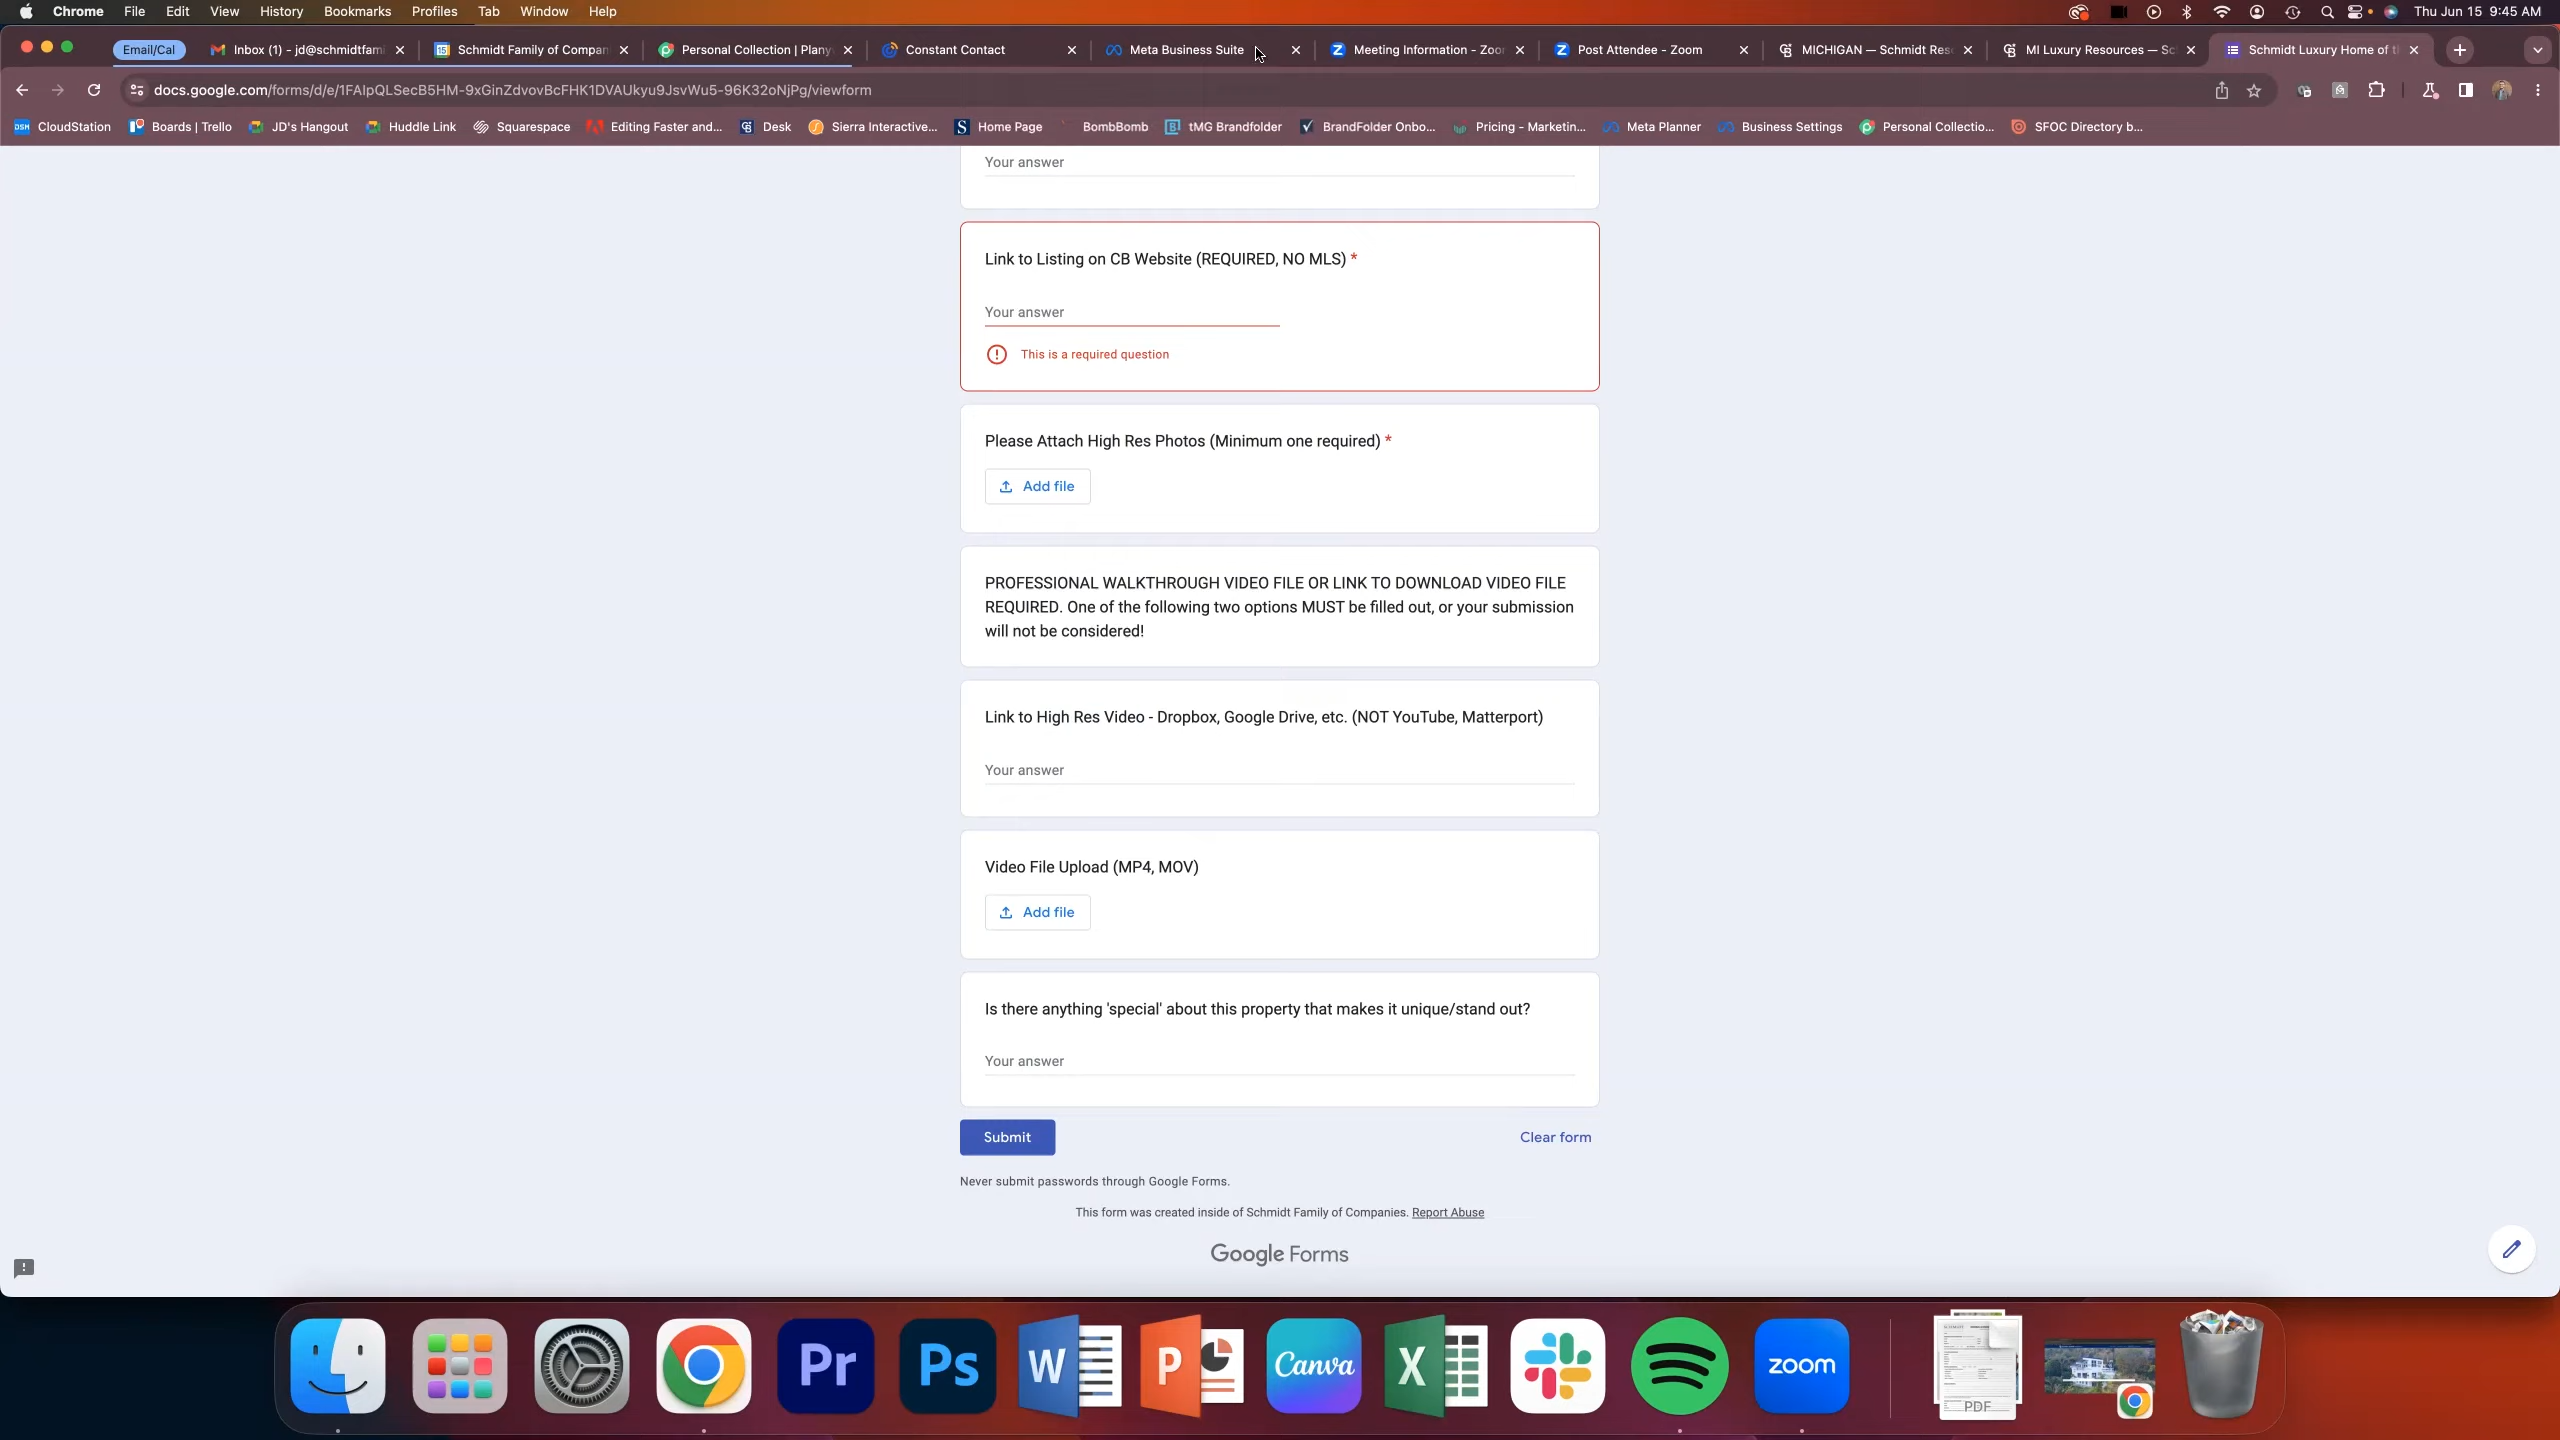 Chrome File Edit View History Bookmarks Profiles Tab Window Help
Thu Jun 15 9:45 AM
Email/Cal
Inbox (1) - jd@schmidtfami
Schmidt Family of Compan
Personal Collection | Plany
Constant Contact
Meta Business Suite
Meeting Information - Zoo
Post Attendee - Zoom
MICHIGAN — Schmidt Res
MI Luxury Resources — Sc
Schmidt Luxury Home of t
docs.google.com/forms/d/e/1FAIpQLSecB5HM-9xGinZdvovBcFHK1DVAUkyu9JsvWu5-96K32oNjPg/viewform
CloudStation
Boards | Trello
JD's Hangout
Huddle Link
Squarespace
Editing Faster and...
Desk
Sierra Interactive...
Home Page
BombBomb
tMG Brandfolder
BrandFolder Onbo...
Pricing - Marketin...
Meta Planner
Business Settings
Personal Collectio...
SFOC Directory b...
Your answer
Link to Listing on CB Website (REQUIRED, NO MLS) *
Your answer
This is a required question
Please Attach High Res Photos (Minimum one required) *
Add file
PROFESSIONAL WALKTHROUGH VIDEO FILE OR LINK TO DOWNLOAD VIDEO FILE
REQUIRED. One of the following two options MUST be filled out, or your submission
will not be considered!
Link to High Res Video - Dropbox, Google Drive, etc. (NOT YouTube, Matterport)
Your answer
Video File Upload (MP4, MOV)
Add file
Is there anything 'special' about this property that makes it unique/stand out?
Your answer
Submit
Clear form
Never submit passwords through Google Forms.
This form was created inside of Schmidt Family of Companies. Report Abuse
Google Forms
Pr
Ps
W
P
Canva
X
zoom
PDF